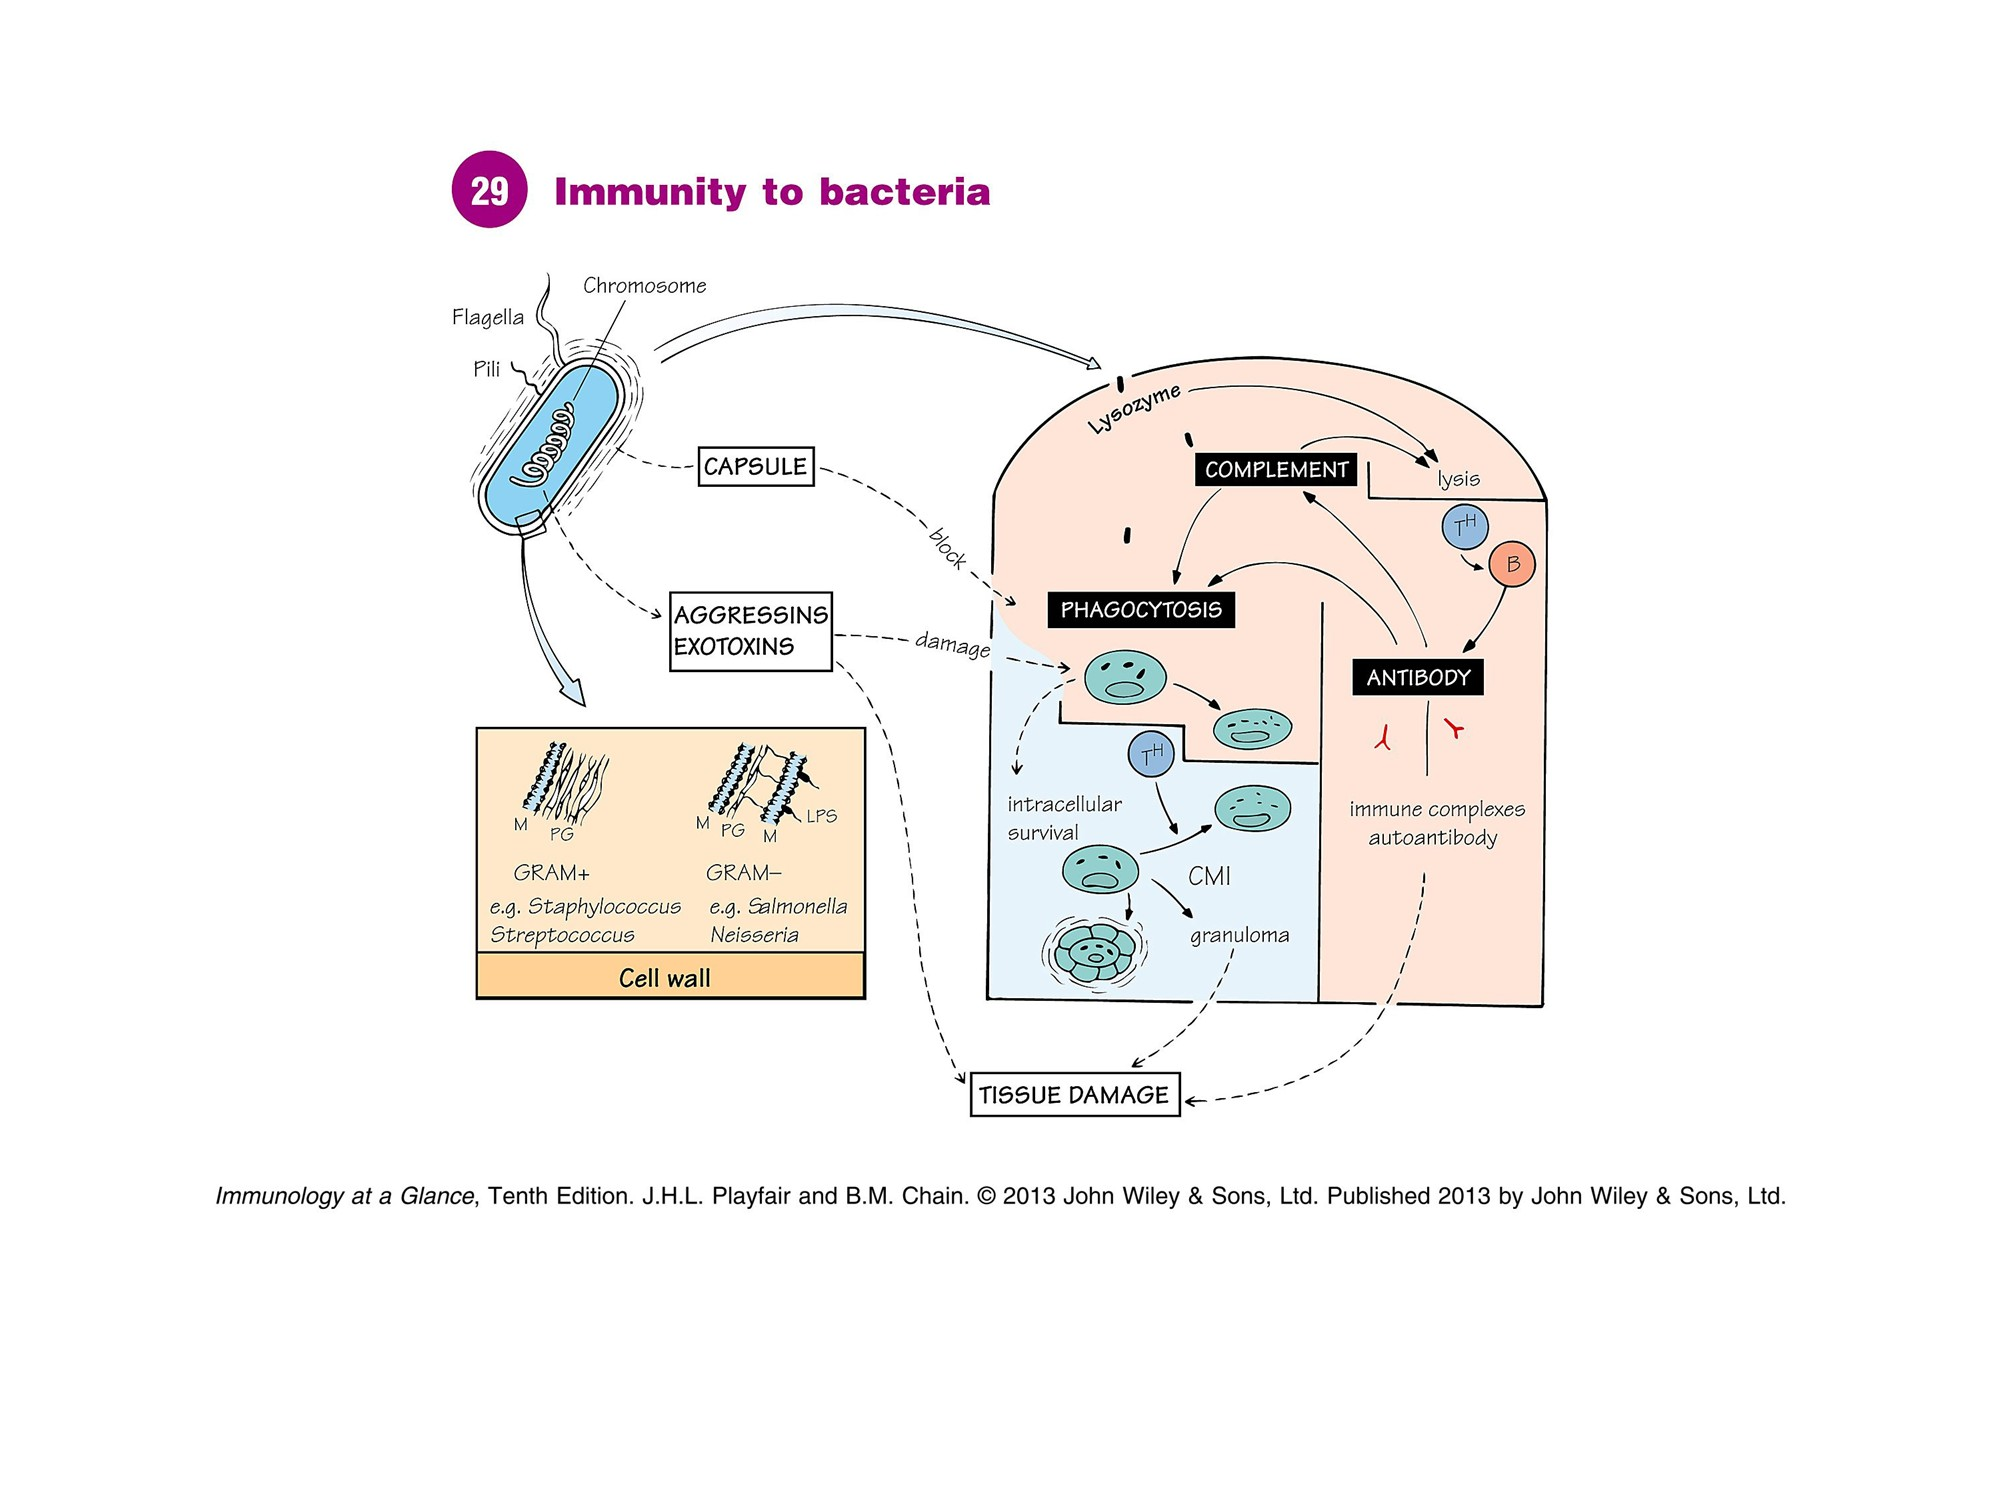 29 Immunity to bacteria
Chromosome
Flagella
Pili
CAPSULE
block
AGGRESSINS
EXOTOXINS
damage
M
PG
M
PG
M
LPS
GRAM+
GRAM–
e.g. Staphylococcus
Streptococcus
e.g. Salmonella
Neisseria
Cell wall
Lysozyme
COMPLEMENT
lysis
TH
B
PHAGOCYTOSIS
ANTIBODY
TH
intracellular
survival
CMI
granuloma
immune complexes
autoantibody
TISSUE DAMAGE
Immunology at a Glance, Tenth Edition. J.H.L. Playfair and B.M. Chain. © 2013 John Wiley & Sons, Ltd. Published 2013 by John Wiley & Sons, Ltd.